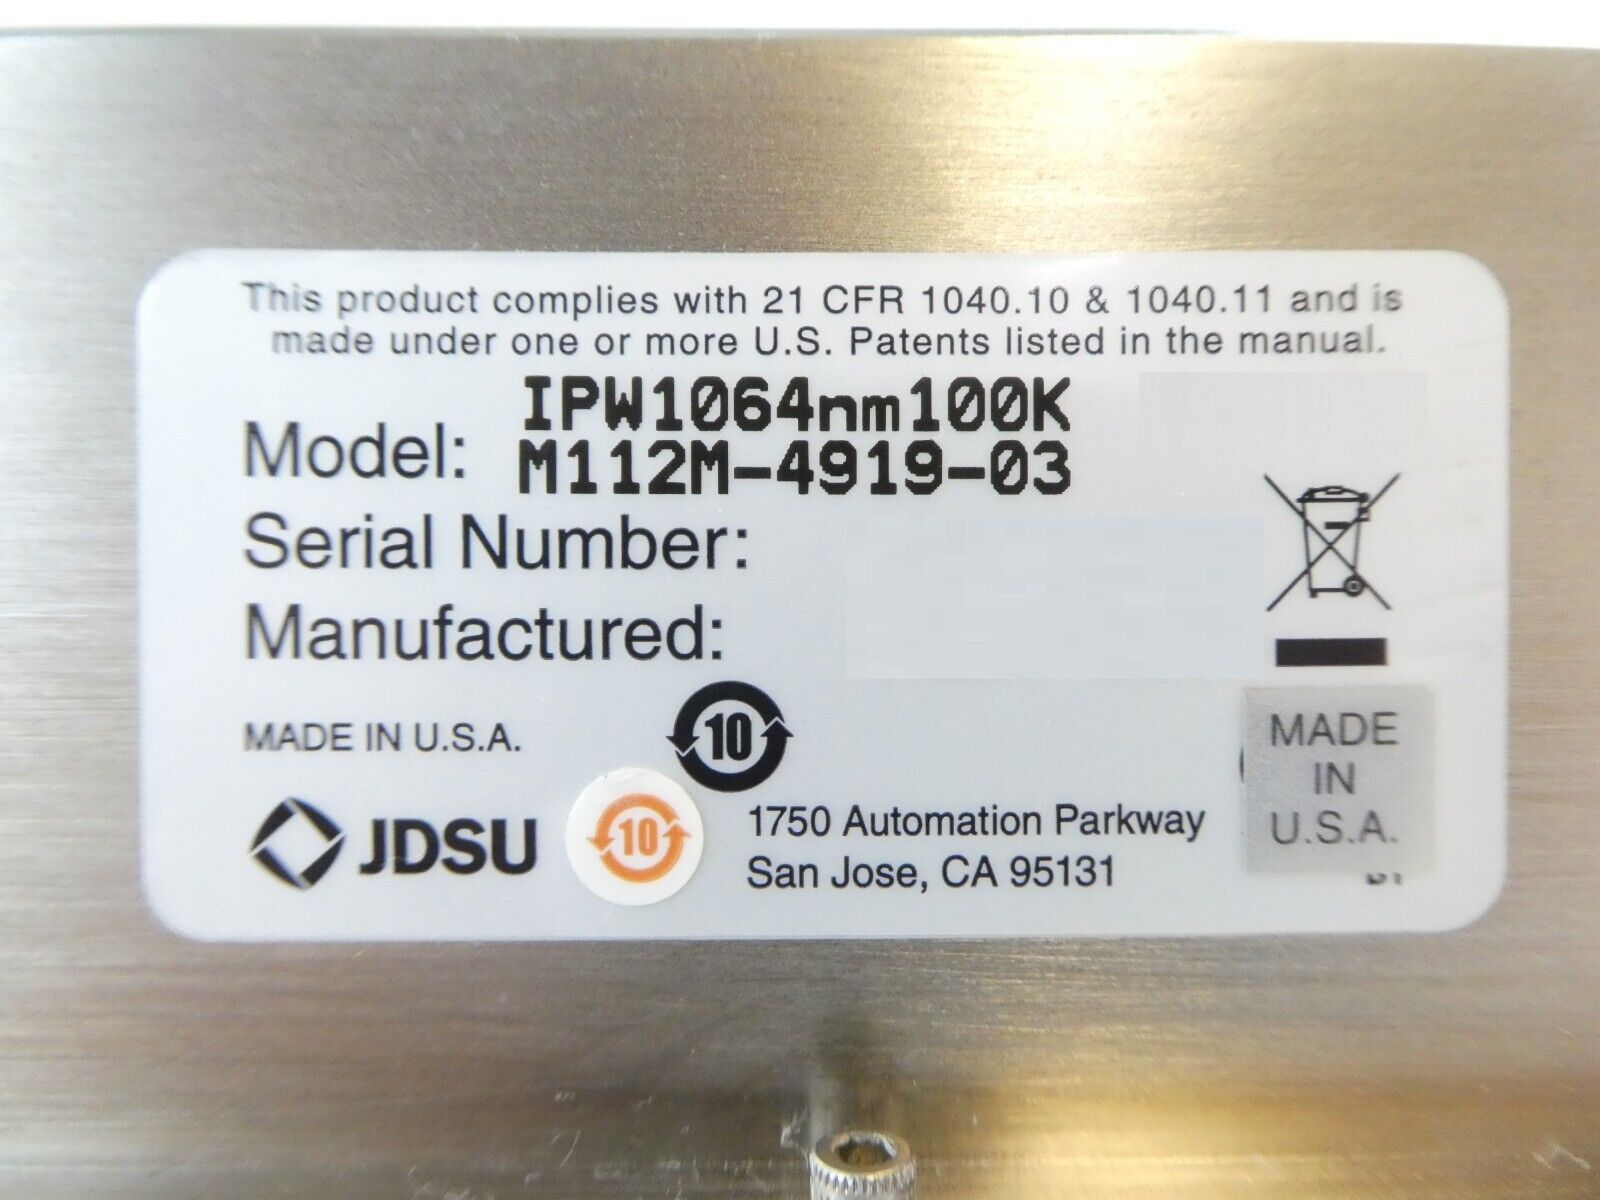 This product complies with 21 CFR 1040.10 & 1040.11 and is
made under one or more U.S. Patents listed in the manual.
IPW1064nm100K
Model: M112M-4919-03
Serial Number:
Manufactured:
MADE IN U.S.A.
10
JDSU
10
1750 Automation Parkway
San Jose, CA 95131
MADE
IN
U.S.A.